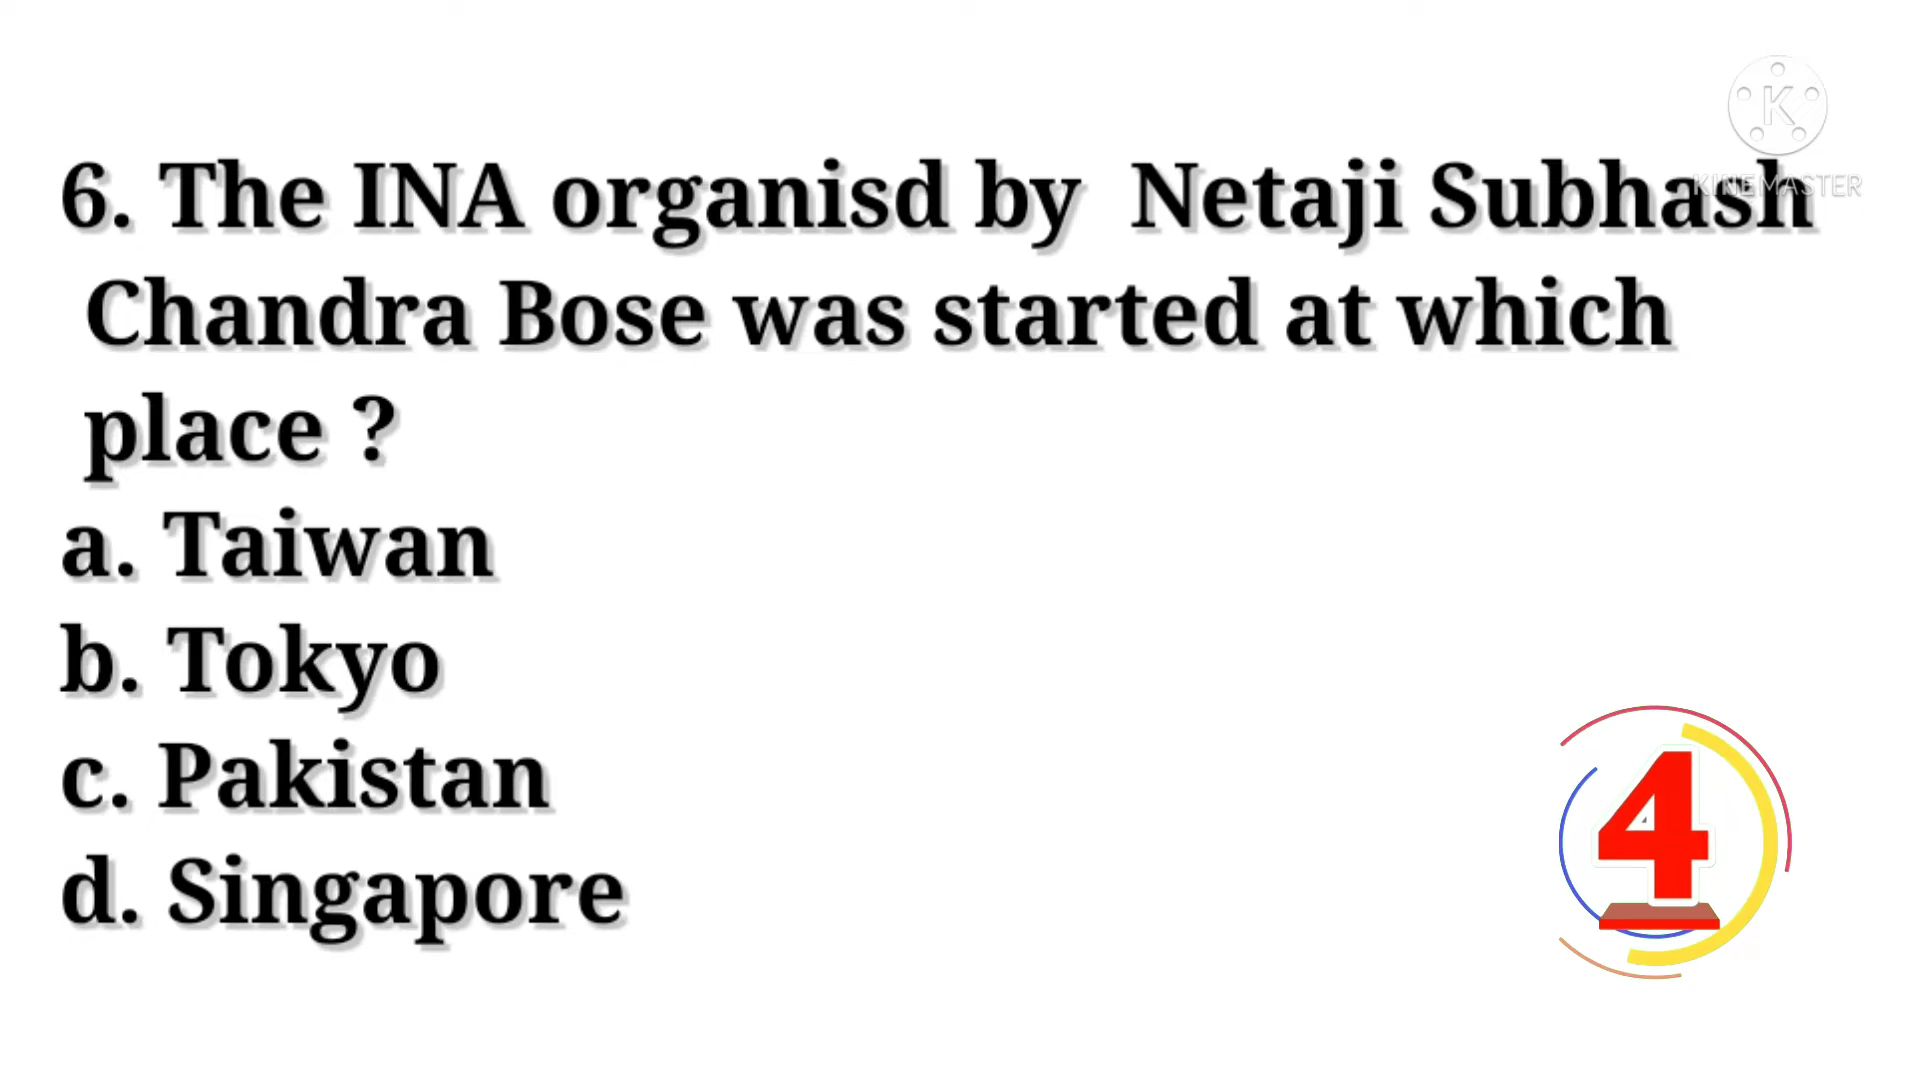 K
KINEMASTER
6. The INA organisd by Netaji Subhash
Chandra Bose was started at which
place ?
a. Taiwan
b. Tokyo
c. Pakistan
d. Singapore
4